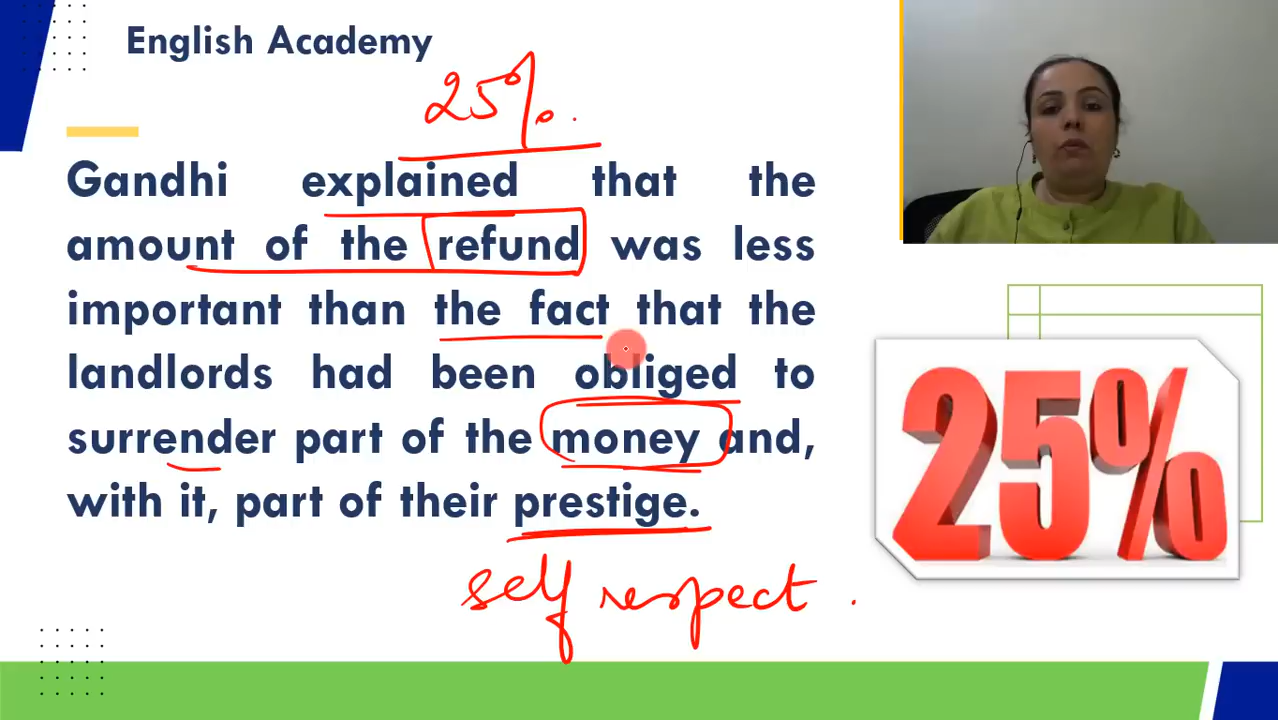 English Academy
25%.
Gandhi explained that the
amount of the refund was less
important than the fact that the
landlords had been obliged to
surrender part of the money and,
with it, part of their prestige.
self respect.
25%